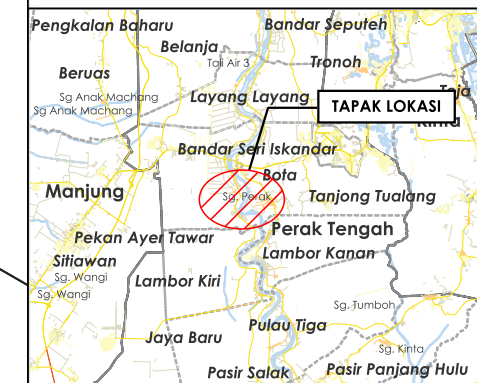 Pengkalan Baharu
Bandar Seputeh
Belanja
Tali Air 3
Tronoh
Beruas
Sg Anak Machang
Sg Anak Machang
Layang Layang
TAPAK LOKASI
Teja
Kinta
Bandar Seri Iskandar
Bota
Manjung
Sg. Perak
Tanjong Tualang
Pekan Ayer Tawar
Perak Tengah
Sitiawan
Lambor Kanan
Sg. Wangi
Lambor Kiri
Sg. Wangi
Sg. Tumboh
Pulau Tiga
Jaya Baru
Sg. Kinta
Pasir Salak
Pasir Panjang Hulu